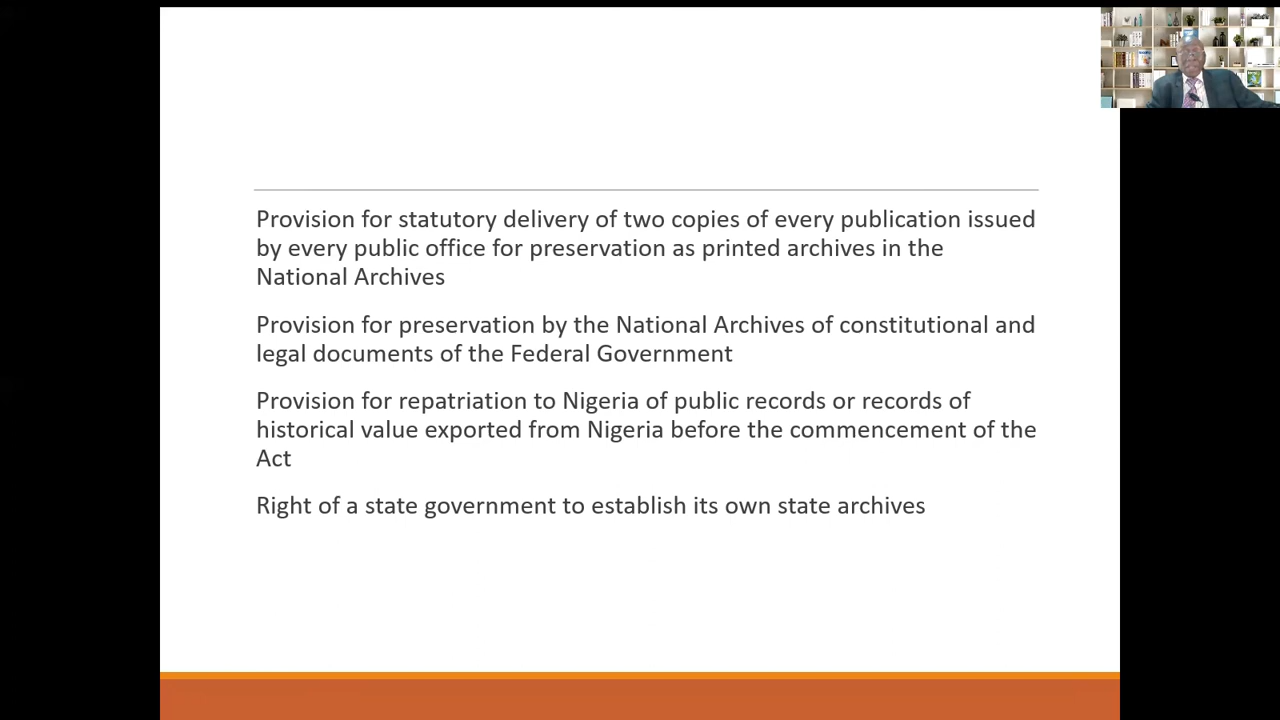 Provision for statutory delivery of two copies of every publication issued
by every public office for preservation as printed archives in the
National Archives
Provision for preservation by the National Archives of constitutional and
legal documents of the Federal Government
Provision for repatriation to Nigeria of public records or records of
historical value exported from Nigeria before the commencement of the
Act
Right of a state government to establish its own state archives